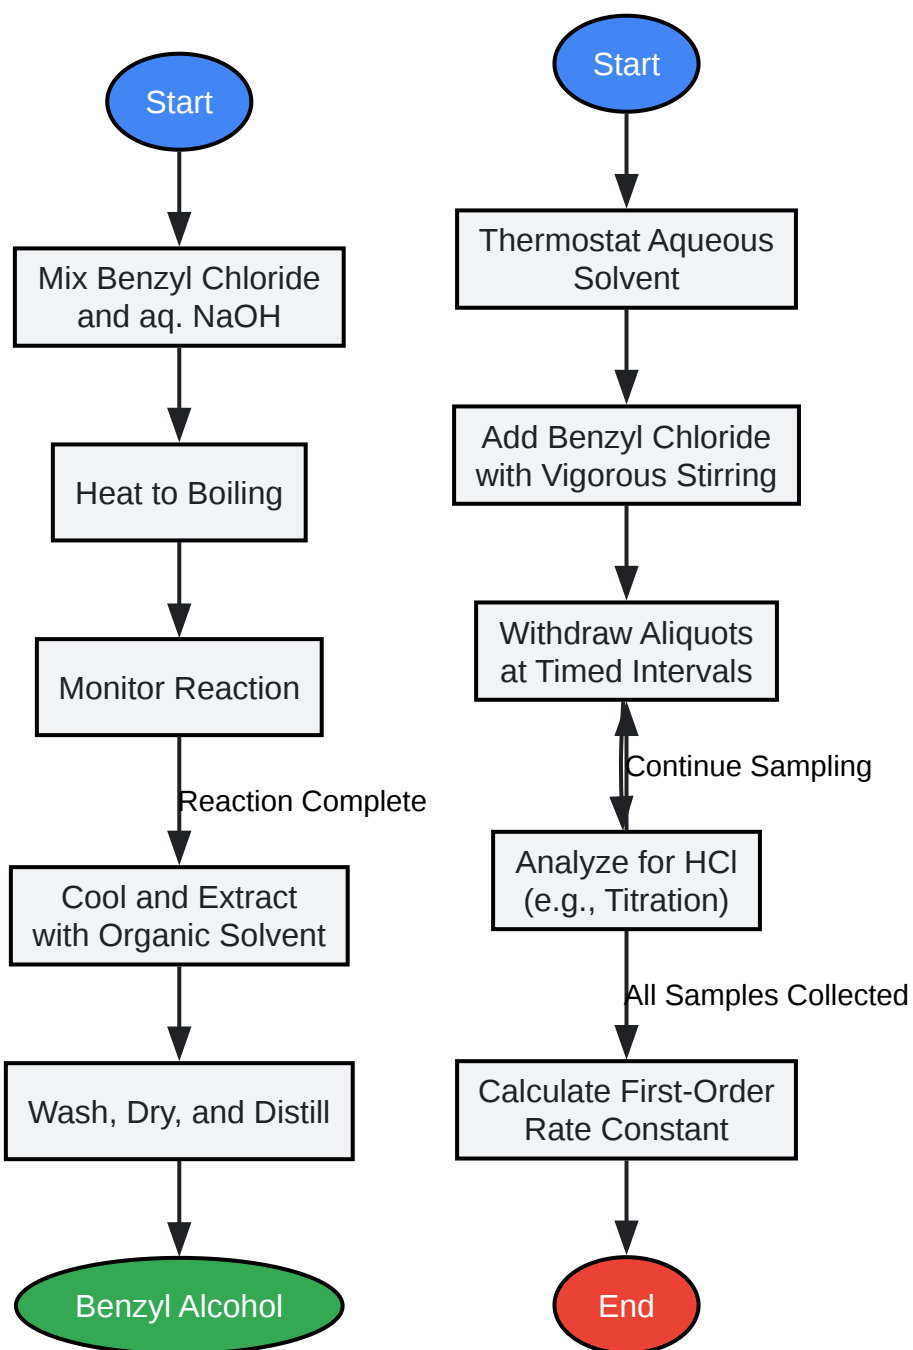 Start
Mix Benzyl Chloride
and aq. NaOH
Heat to Boiling
Monitor Reaction
Reaction Complete
Cool and Extract
with Organic Solvent
Wash, Dry, and Distill
Benzyl Alcohol
Start
Thermostat Aqueous
Solvent
Add Benzyl Chloride
with Vigorous Stirring
Withdraw Aliquots
at Timed Intervals
Continue Sampling
Analyze for HCl
(e.g., Titration)
All Samples Collected
Calculate First-Order
Rate Constant
End